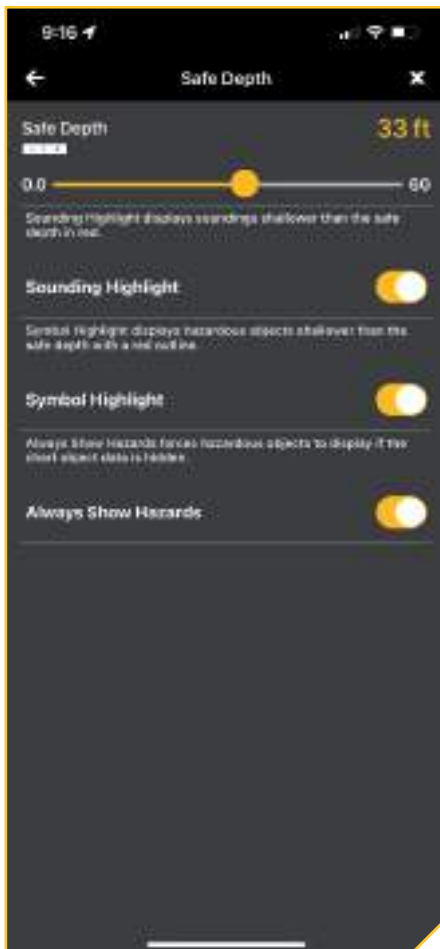 9:16
Safe Depth
Safe Depth
33 ft
0.0
60
Sounding Highlight displays soundings shallower than the safe
depth in red.
Sounding Highlight
Symbol Highlight displays hazardous objects shallower than the
safe depth with a red outline.
Symbol Highlight
Always Show Hazards forces hazardous objects to display if the
chart object data is hidden.
Always Show Hazards